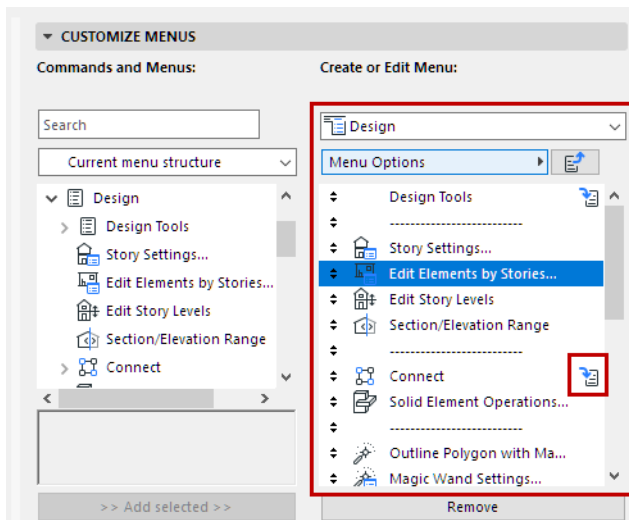 CUSTOMIZE MENUS
Commands and Menus:
Create or Edit Menu:
Search
Design
Current menu structure
Menu Options
Design
Design Tools
Story Settings...
Edit Elements by Stories...
Edit Story Levels
Section/Elevation Range
Connect
>> Add selected >>
Design Tools
--------------------------
Story Settings...
Edit Elements by Stories...
Edit Story Levels
Section/Elevation Range
--------------------------
Connect
Solid Element Operations...
--------------------------
Outline Polygon with Ma...
Magic Wand Settings...
Remove